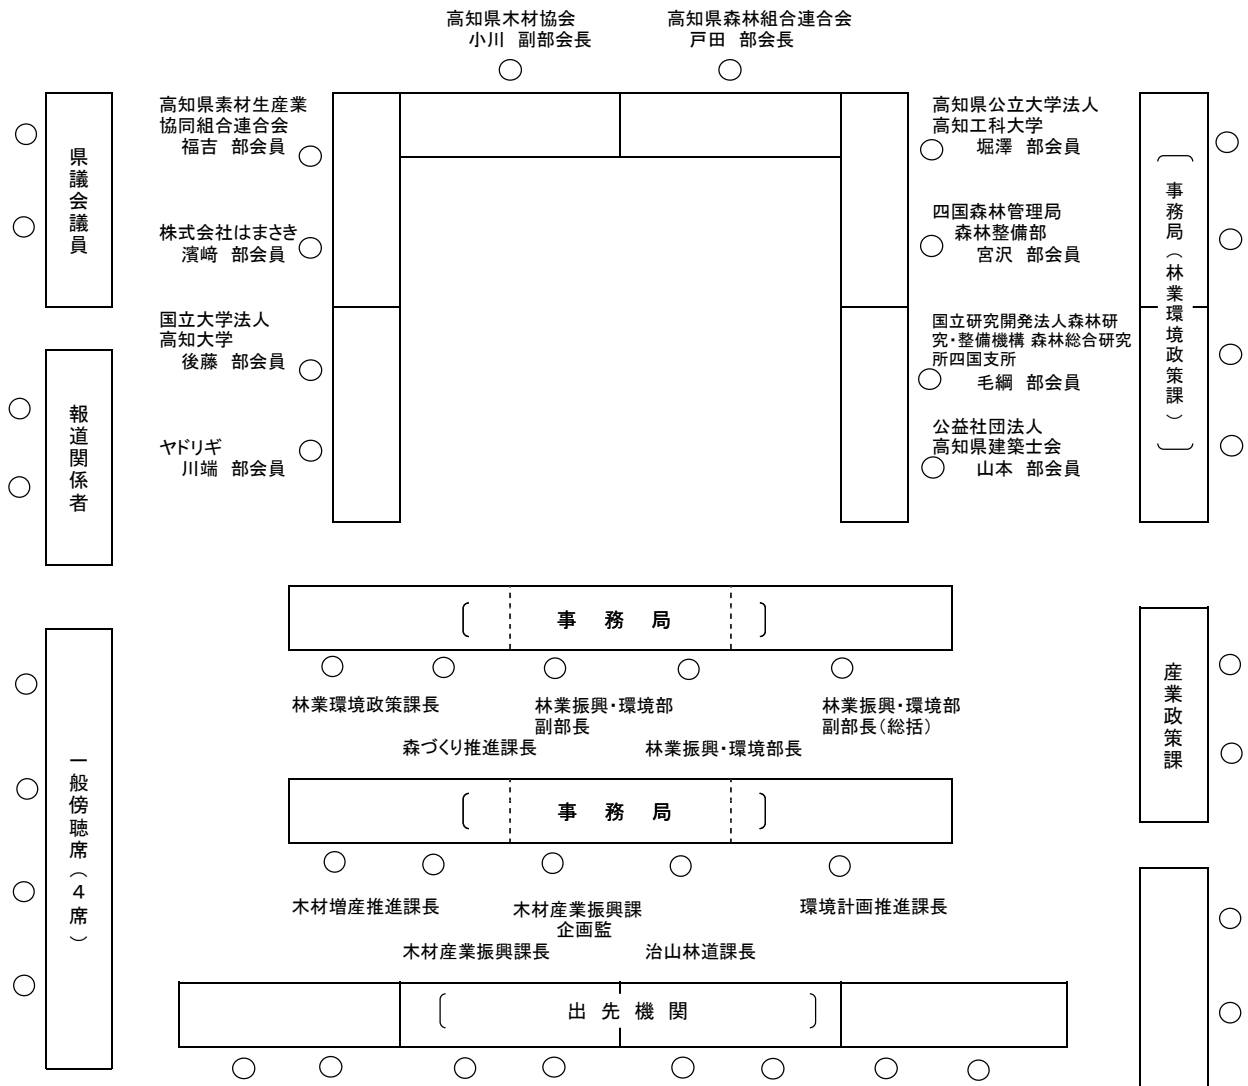 高知県木材協会
小川 副部会長
高知県森林組合連合会
戸田 部会長
県議会議員
高知県素材生産業
協同組合連合会
福吉 部会員
株式会社はまさき
濱﨑 部会員
国立大学法人
高知大学
後藤 部会員
ヤドリギ
川端 部会員
高知県公立大学法人
高知工科大学
堀澤 部会員
四国森林管理局
森林整備部
宮沢 部会員
国立研究開発法人森林研
究・整備機構 森林総合研究
所四国支所
毛綱 部会員
公益社団法人
高知県建築士会
山本 部会員
事務局(林業環境政策課)
報道関係者
事務局
林業環境政策課長
森づくり推進課長
林業振興・環境部
副部長
林業振興・環境部長
林業振興・環境部
副部長(総括)
産業政策課
一般傍聴席(4席)
事務局
木材増産推進課長
木材産業振興課長
木材産業振興課
企画監
治山林道課長
環境計画推進課長
出先機関